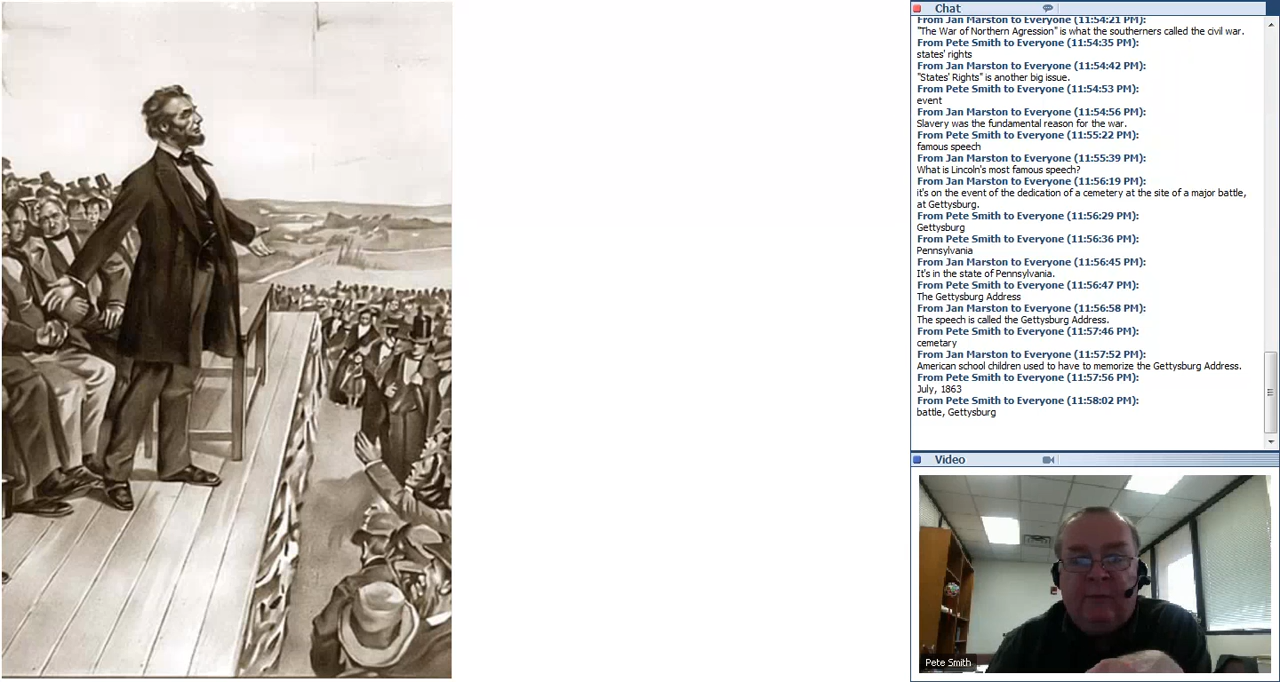 Chat
From Jan Marston to Everyone (11:54:21 PM):
"The War of Northern Agression" is what the southerners called the civil war.
From Pete Smith to Everyone (11:54:35 PM):
states' rights
From Jan Marston to Everyone (11:54:42 PM):
"States' Rights" is another big issue.
From Pete Smith to Everyone (11:54:53 PM):
event
From Jan Marston to Everyone (11:54:56 PM):
Slavery was the fundamental reason for the war.
From Pete Smith to Everyone (11:55:22 PM):
famous speech
From Jan Marston to Everyone (11:55:39 PM):
What is Lincoln's most famous speech?
From Jan Marston to Everyone (11:56:19 PM):
it's on the event of the dedication of a cemetery at the site of a major battle,
at Gettysburg.
From Pete Smith to Everyone (11:56:29 PM):
Gettysburg
From Pete Smith to Everyone (11:56:36 PM):
Pennsylvania
From Jan Marston to Everyone (11:56:45 PM):
It's in the state of Pennsylvania.
From Pete Smith to Everyone (11:56:47 PM):
The Gettysburg Address
From Jan Marston to Everyone (11:56:58 PM):
The speech is called the Gettysburg Address.
From Pete Smith to Everyone (11:57:46 PM):
cemetary
From Jan Marston to Everyone (11:57:52 PM):
American school children used to have to memorize the Gettysburg Address.
From Pete Smith to Everyone (11:57:56 PM):
July, 1863
From Pete Smith to Everyone (11:58:02 PM):
battle, Gettysburg
Video
Pete Smith